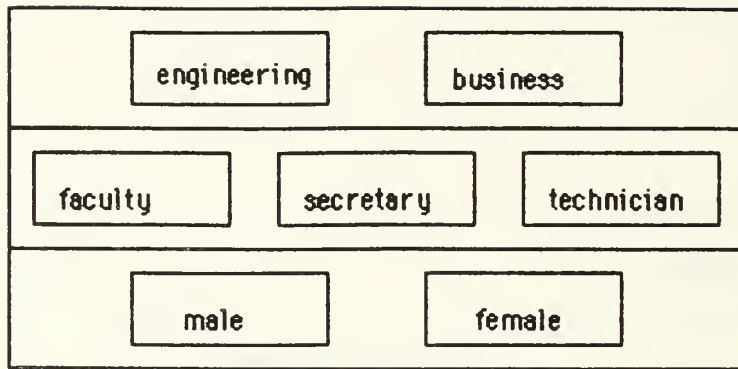 engineering business
faculty secretary technician
male female